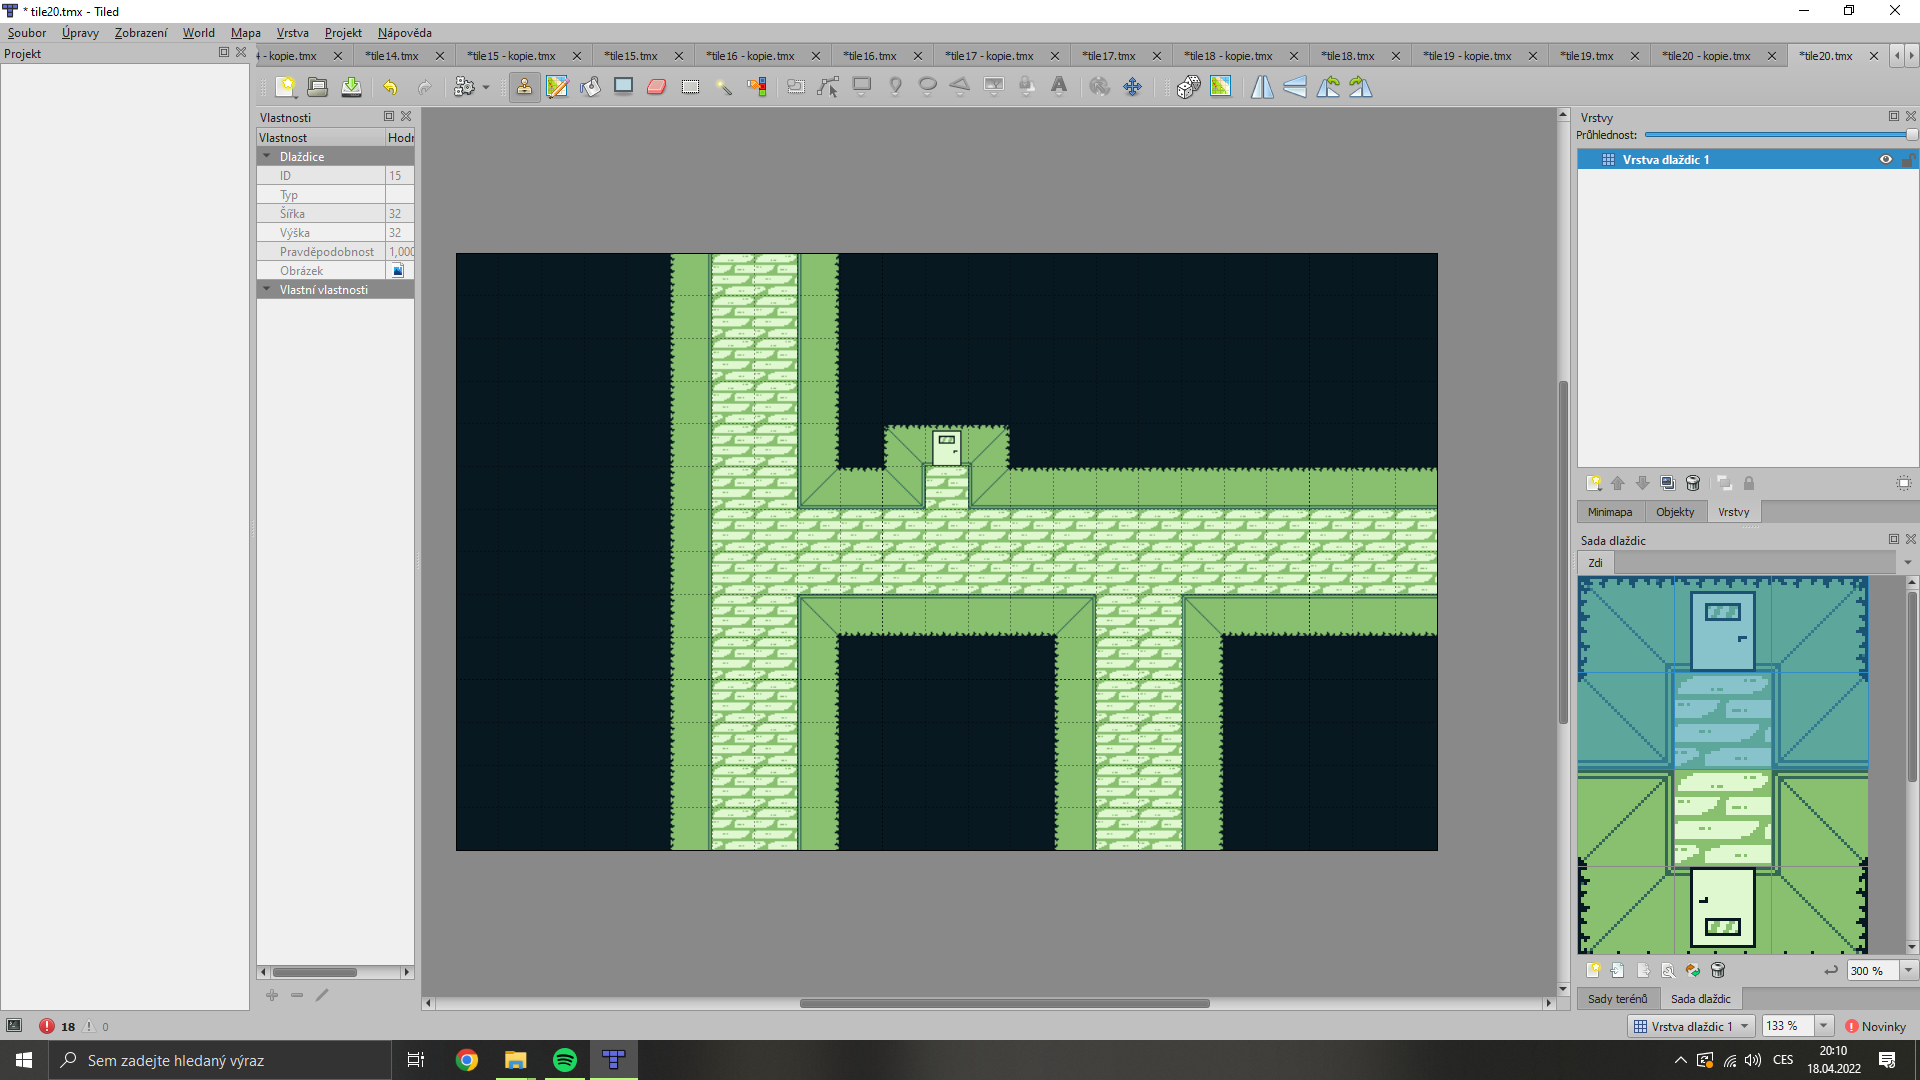 * tile20.tmx - Tiled
Soubor Úpravy Zobrazení World Mapa Vrstva Projekt Nápověda
Projekt
- kopie.tmx *tile14.tmx *tile15 - kopie.tmx *tile15.tmx *tile16 - kopie.tmx *tile16.tmx *tile17 - kopie.tmx *tile17.tmx *tile18 - kopie.tmx *tile18.tmx *tile19 - kopie.tmx *tile19.tmx *tile20 - kopie.tmx *tile20.tmx
Vlastnosti
Vlastnost Hodr
Dlaždice
ID 15
Typ
Šířka 32
Výška 32
Pravděpodobnost 1,000
Obrázek
Vlastní vlastnosti
Vrstvy
Průhlednost:
Vrstva dlaždic 1
Minimapa Objekty Vrstvy
Sada dlaždic
Zdi
300 %
Sady terénů Sada dlaždic
18 0
Vrstva dlaždic 1 133 % Novinky
Sem zadejte hledaný výraz
CES
20:10
18.04.2022